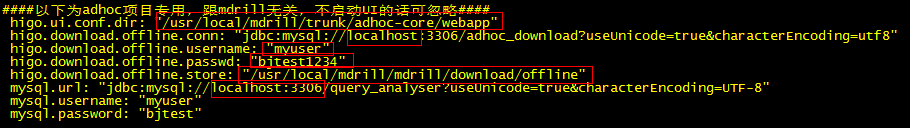 ####以下为adhoc项目专用，跟mdrill无关，不启动UI的话可忽略####
higo.ui.conf.dir: "/usr/local/mdrill/trunk/adhoc-core/webapp"
higo.download.offline.conn: "jdbc:mysql://localhost:3306/adhoc_download?useUnicode=true&characterEncoding=utf8"
higo.download.offline.username: "myuser"
higo.download.offline.passwd: "bjtest1234"
higo.download.offline.store: "/usr/local/mdrill/mdrill/download/offline"
mysql.url: "jdbc:mysql://localhost:3306/query_analyser?useUnicode=true&characterEncoding=UTF-8"
mysql.username: "myuser"
mysql.password: "bjtest"